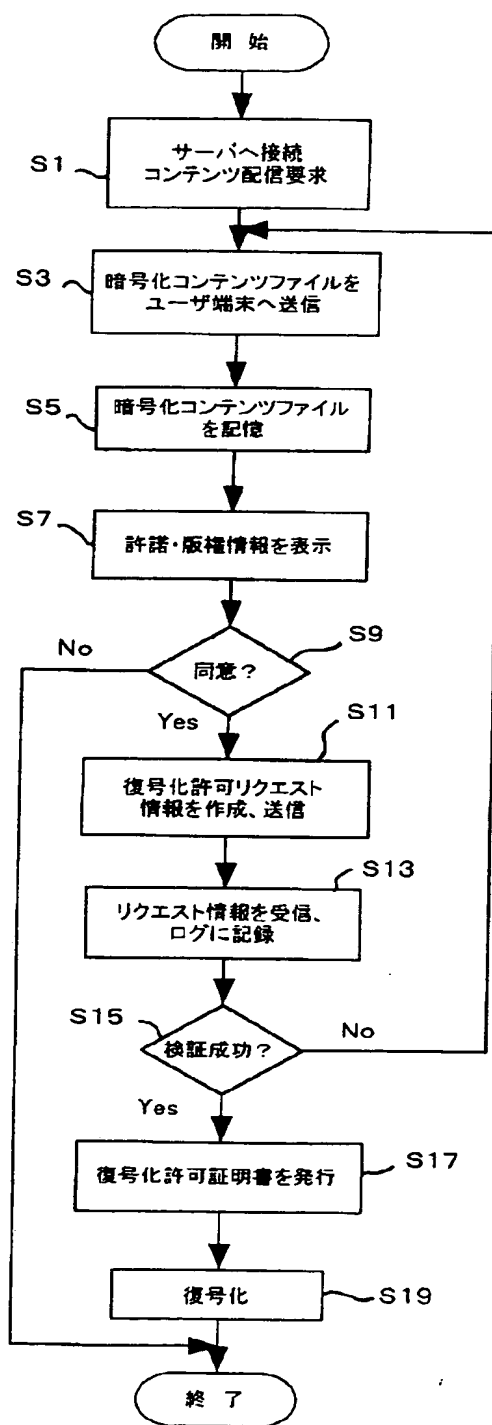 開 始
S1
サーバへ接続
コンテンツ配信要求
S3
暗号化コンテンツファイルを
ユーザ端末へ送信
S5
暗号化コンテンツファイル
を記憶
S7
許諾・版権情報を表示
S9
No
同意?
Yes
S11
復号化許可リクエスト
情報を作成、送信
S13
リクエスト情報を受信、
ログに記録
S15
検証成功?
No
Yes
S17
復号化許可証明書を発行
復号化
S19
終 了